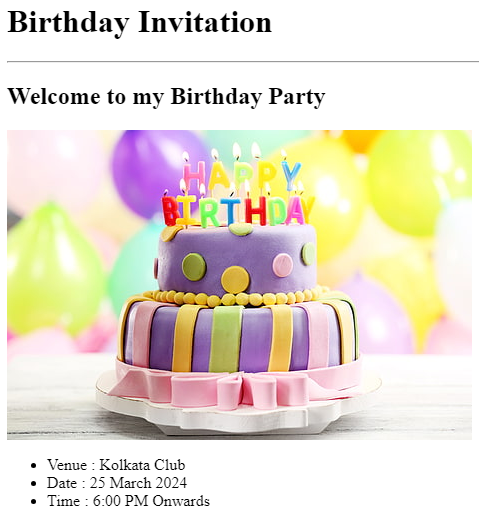 Birthday Invitation
Welcome to my Birthday Party
HAPPY
BIRTHDAY
Venue : Kolkata Club
Date : 25 March 2024
Time : 6:00 PM Onwards